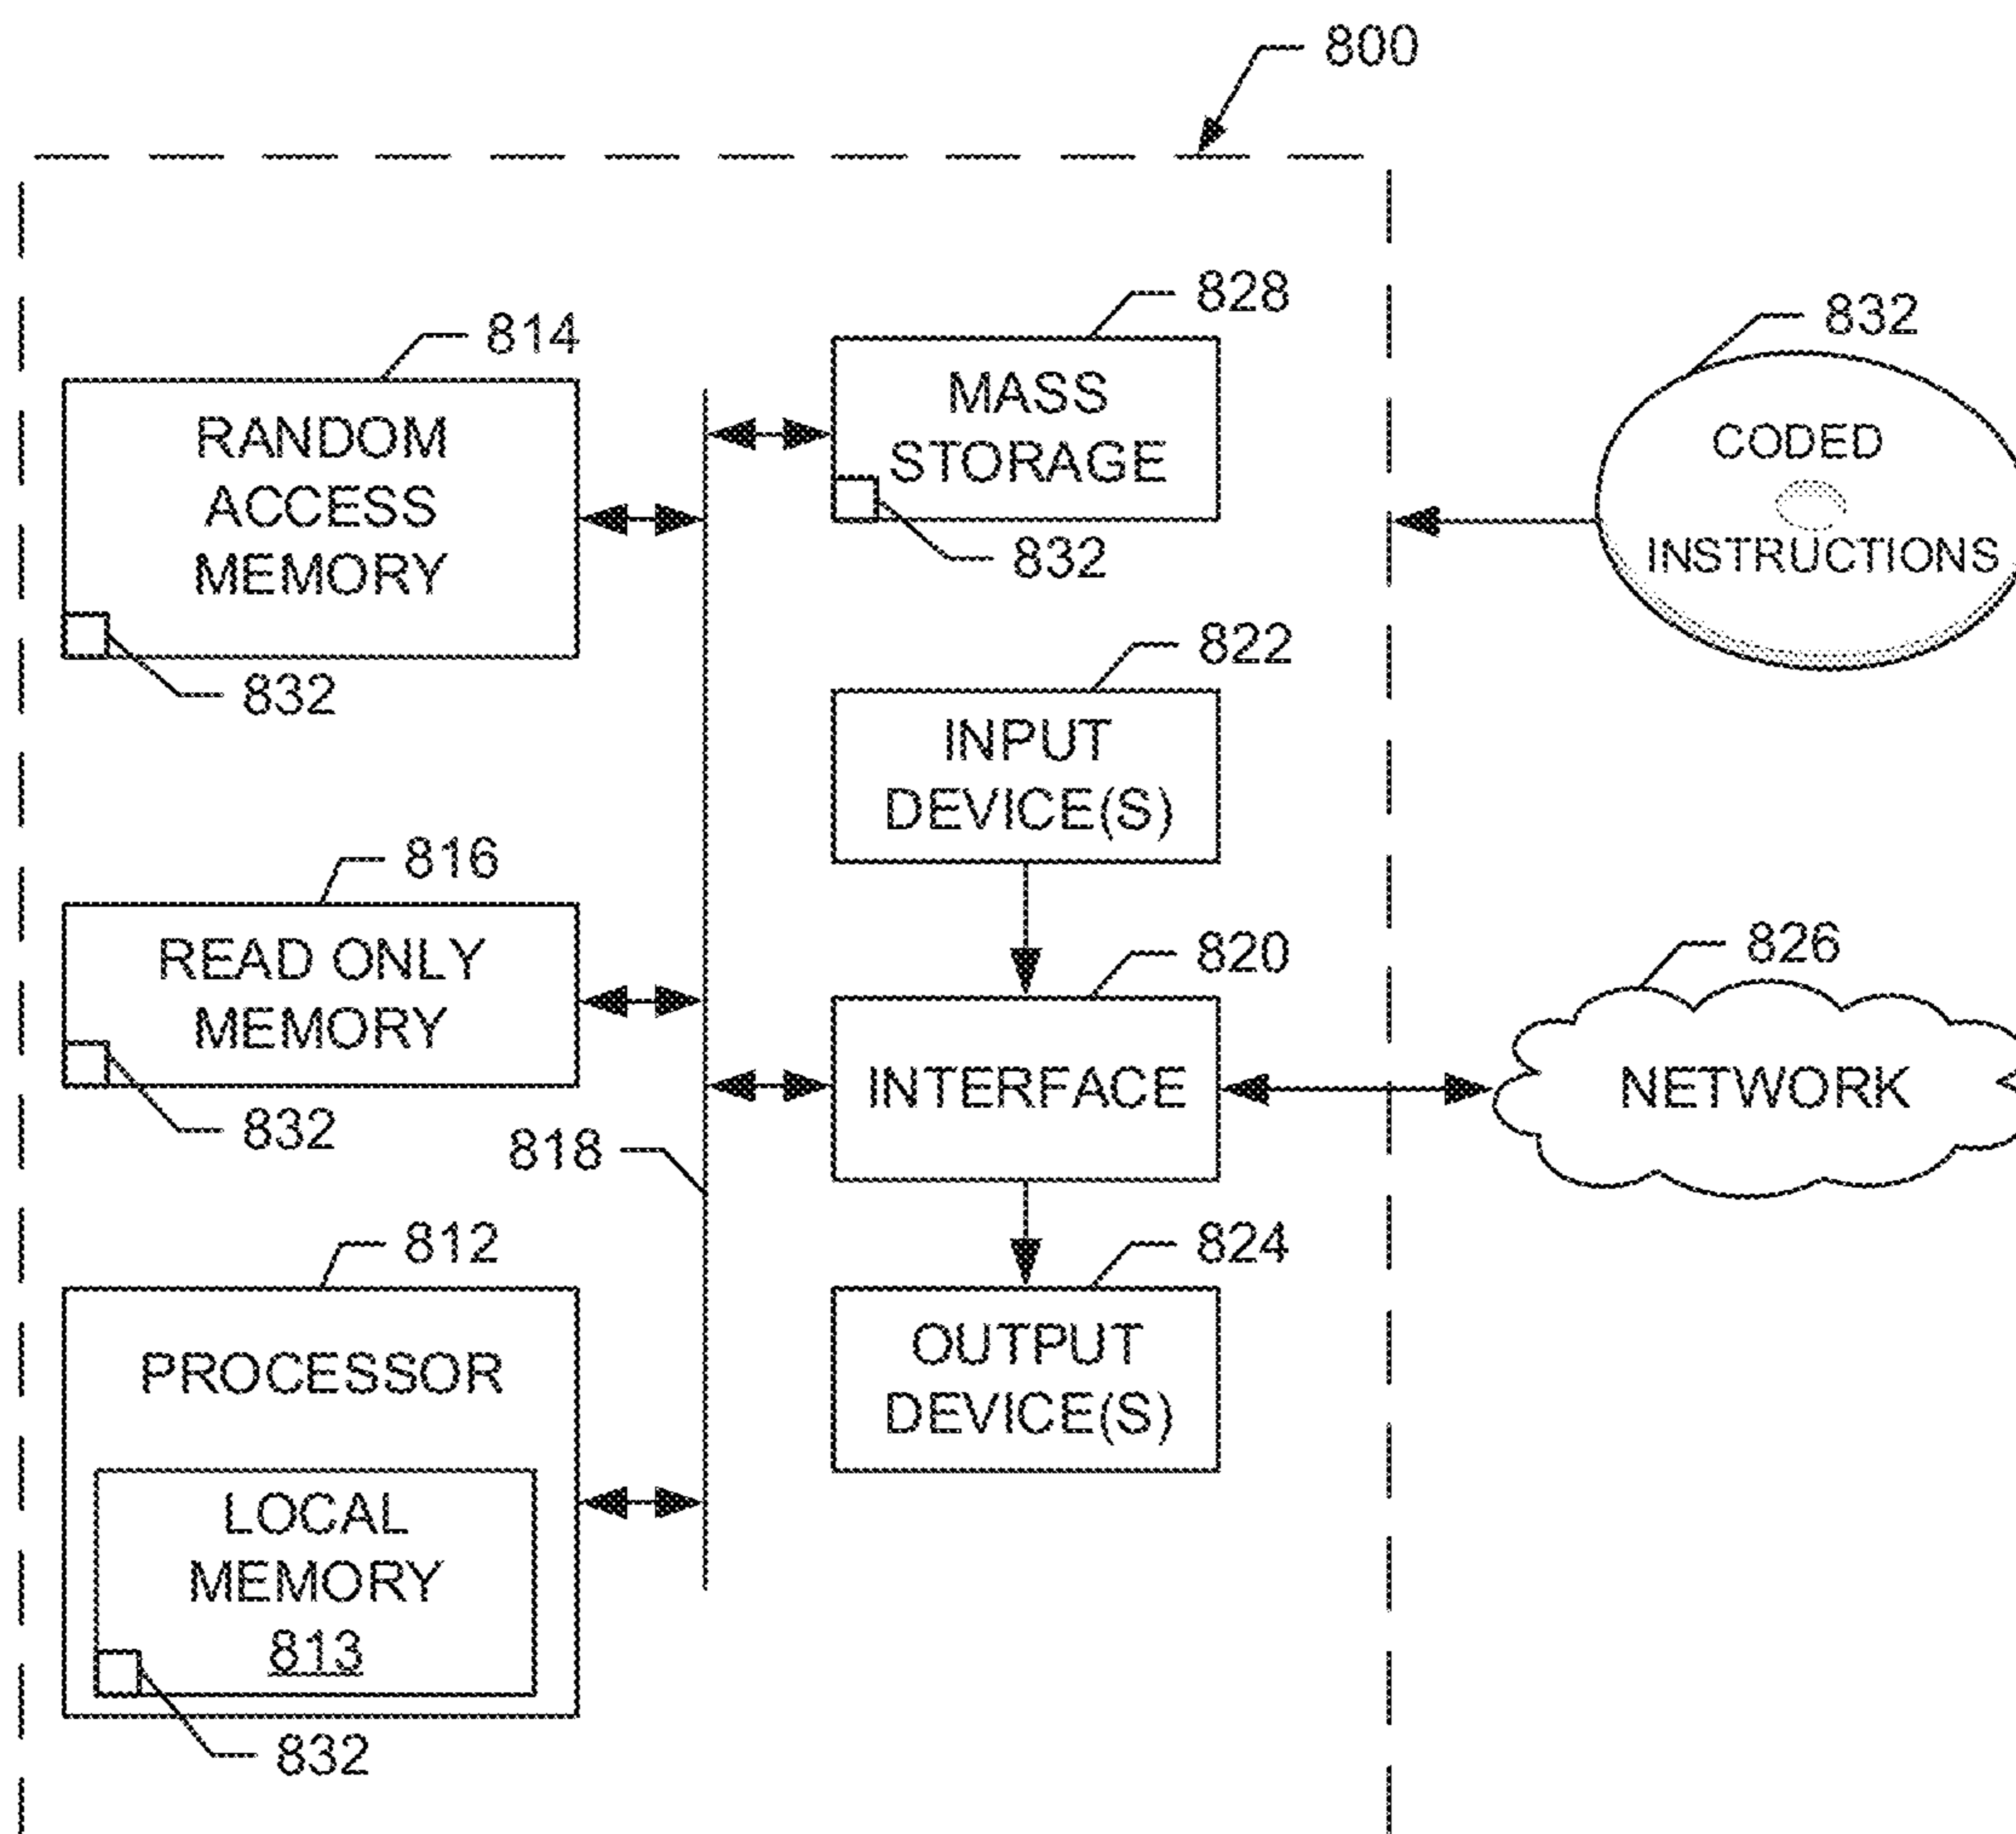 800
828
MASS
STORAGE
832
814
RANDOM
ACCESS
MEMORY
832
832
CODED
INSTRUCTIONS
822
INPUT
DEVICE(S)
816
READ ONLY
MEMORY
832
818
820
INTERFACE
826
NETWORK
812
PROCESSOR
LOCAL
MEMORY
813
832
824
OUTPUT
DEVICE(S)